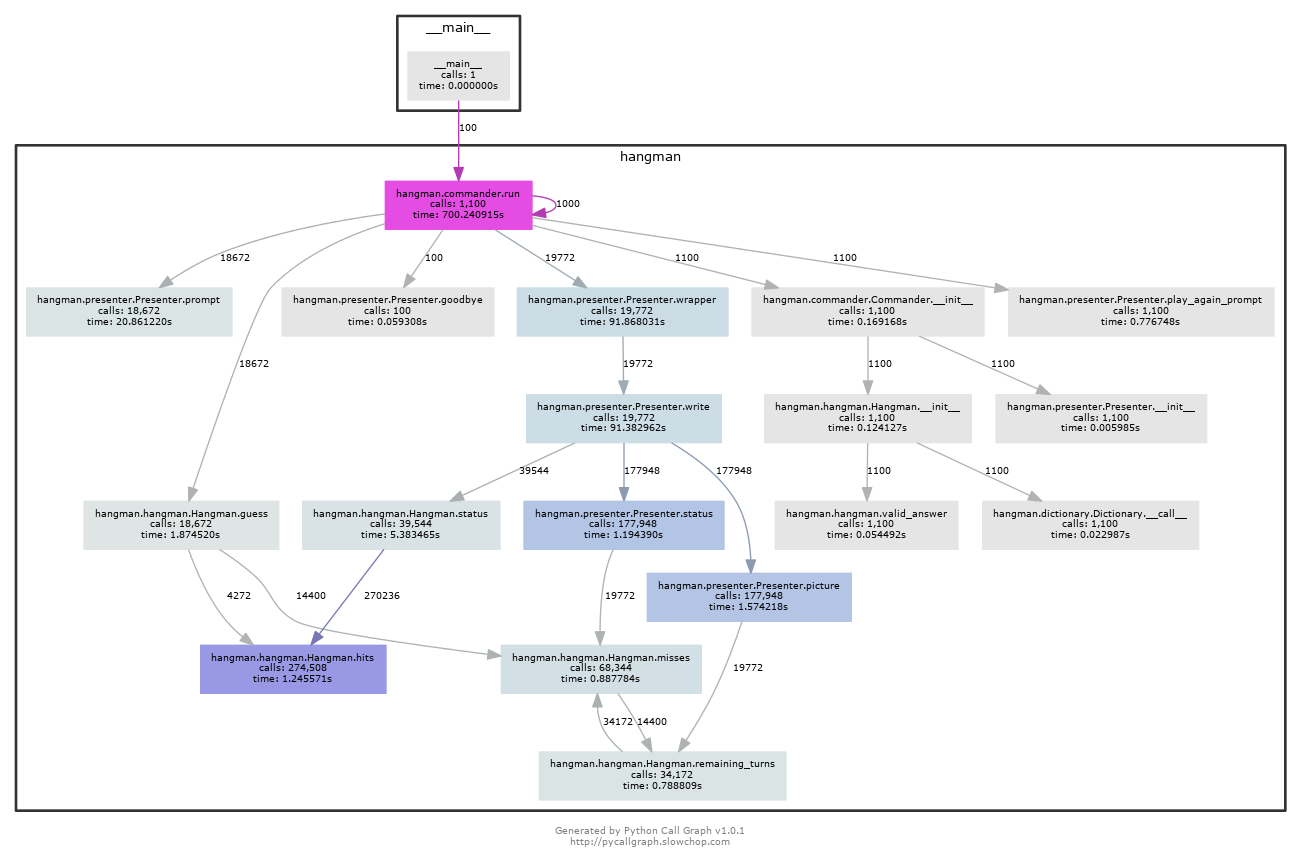 __main__
__main__
calls: 1
time: 0.000000s
100
hangman
hangman.commander.run
calls: 1,100
time: 700.240915s
1000
18672
100
19772
1100
1100
hangman.presenter.Presenter.prompt
calls: 18,672
time: 20.861220s
hangman.presenter.Presenter.goodbye
calls: 100
time: 0.059308s
hangman.presenter.Presenter.wrapper
calls: 19,772
time: 91.868031s
hangman.commander.Commander.__init__
calls: 1,100
time: 0.169168s
hangman.presenter.Presenter.play_again_prompt
calls: 1,100
time: 0.776748s
18672
19772
1100
1100
hangman.presenter.Presenter.write
calls: 19,772
time: 91.382962s
hangman.hangman.Hangman.__init__
calls: 1,100
time: 0.124127s
hangman.presenter.Presenter.__init__
calls: 1,100
time: 0.005985s
39544
177948
177948
1100
1100
hangman.hangman.Hangman.guess
calls: 18,672
time: 1.874520s
hangman.hangman.Hangman.status
calls: 39,544
time: 5.383465s
hangman.presenter.Presenter.status
calls: 177,948
time: 1.194390s
hangman.hangman.valid_answer
calls: 1,100
time: 0.054492s
hangman.dictionary.Dictionary.__call__
calls: 1,100
time: 0.022987s
hangman.presenter.Presenter.picture
calls: 177,948
time: 1.574218s
4272
14400
270236
19772
hangman.hangman.Hangman.hits
calls: 274,508
time: 1.245571s
hangman.hangman.Hangman.misses
calls: 68,344
time: 0.887784s
19772
34172
14400
hangman.hangman.Hangman.remaining_turns
calls: 34,172
time: 0.788809s
Generated by Python Call Graph v1.0.1
http://pycallgraph.slowchop.com